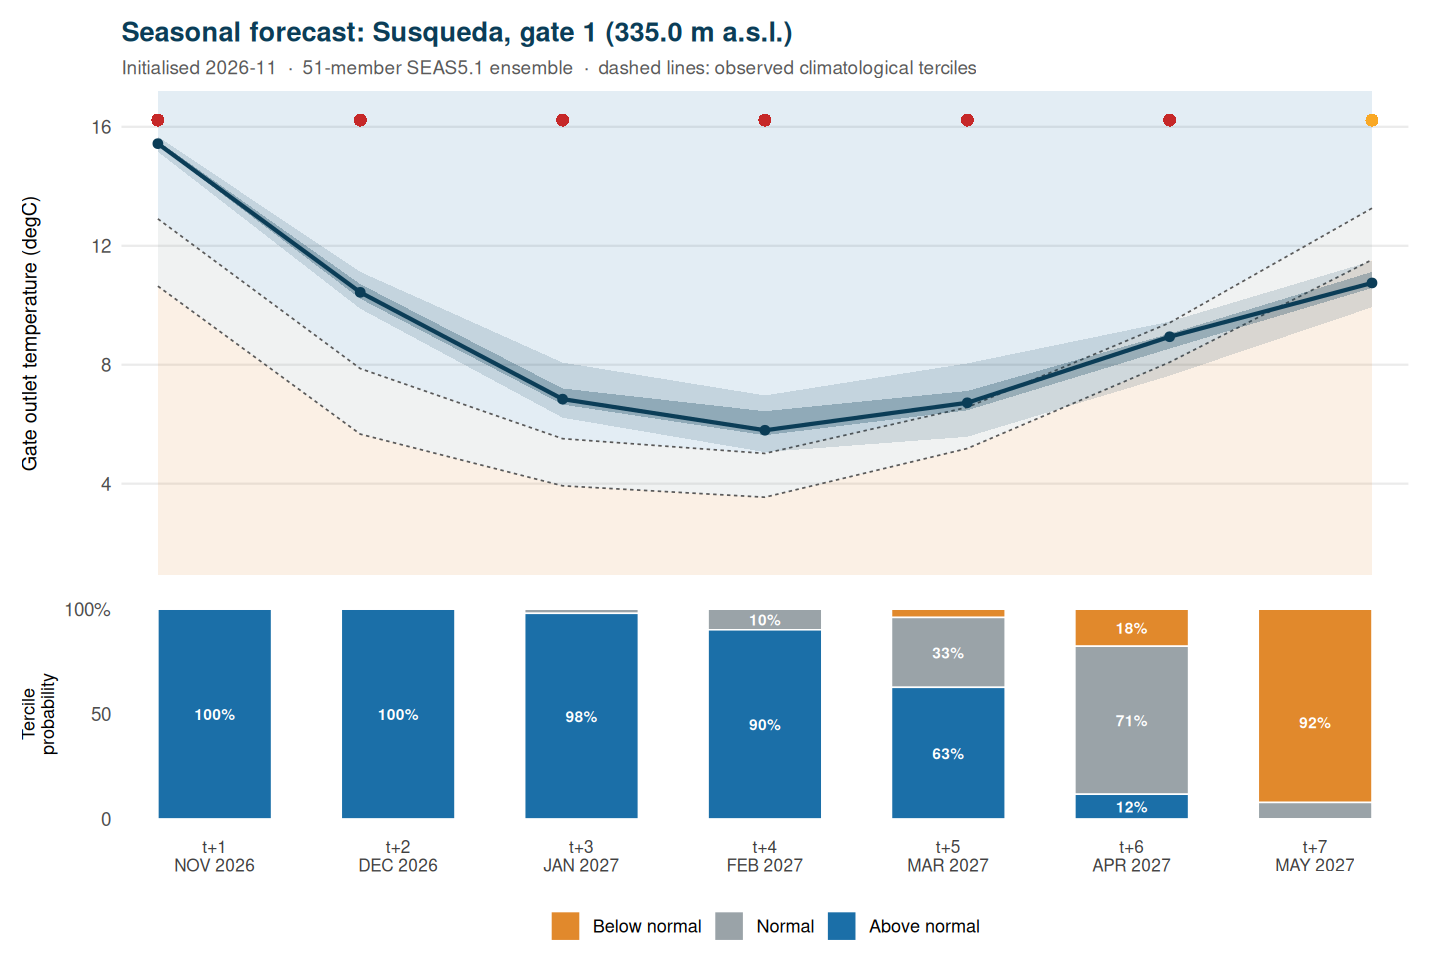 Seasonal forecast: Susqueda, gate 1 (335.0 m a.s.l.)
Initialised 2026-11 · 51-member SEAS5.1 ensemble · dashed lines: observed climatological terciles
Gate outlet temperature (degC)
16
12
8
4
Tercile
probability
100%
50
0
100%
100%
98%
10%
90%
33%
63%
18%
71%
12%
92%
t+1
NOV 2026
t+2
DEC 2026
t+3
JAN 2027
t+4
FEB 2027
t+5
MAR 2027
t+6
APR 2027
t+7
MAY 2027
Below normal
Normal
Above normal